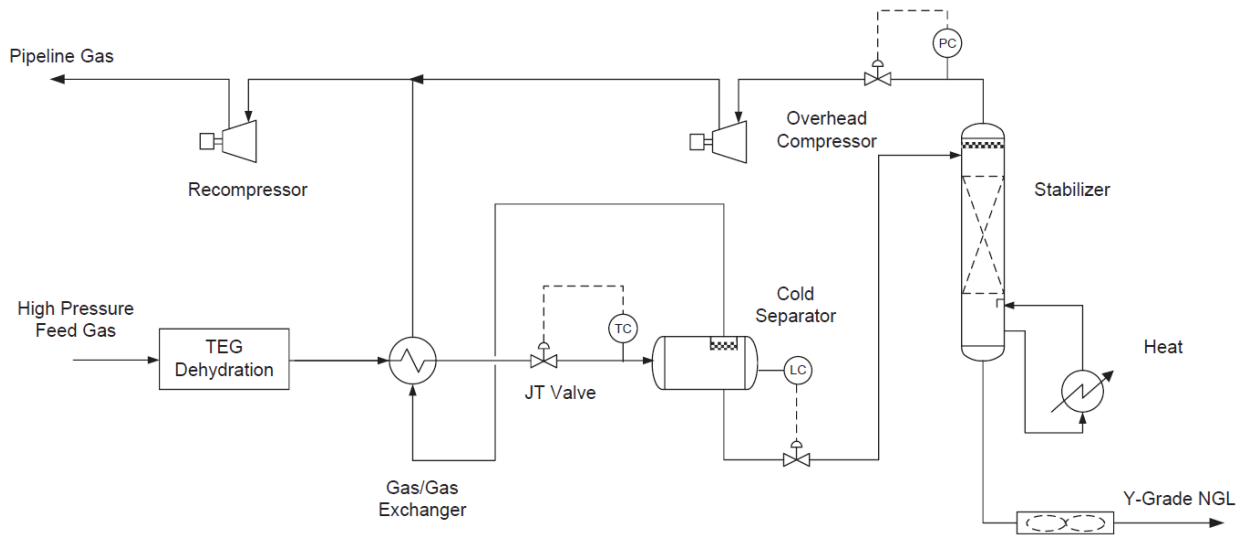 Pipeline Gas
PC
Overhead
Compressor
Recompressor
Stabilizer
High Pressure
Feed Gas
TEG
Dehydration
TC
Cold
Separator
LC
JT Valve
Heat
Gas/Gas
Exchanger
Y-Grade NGL